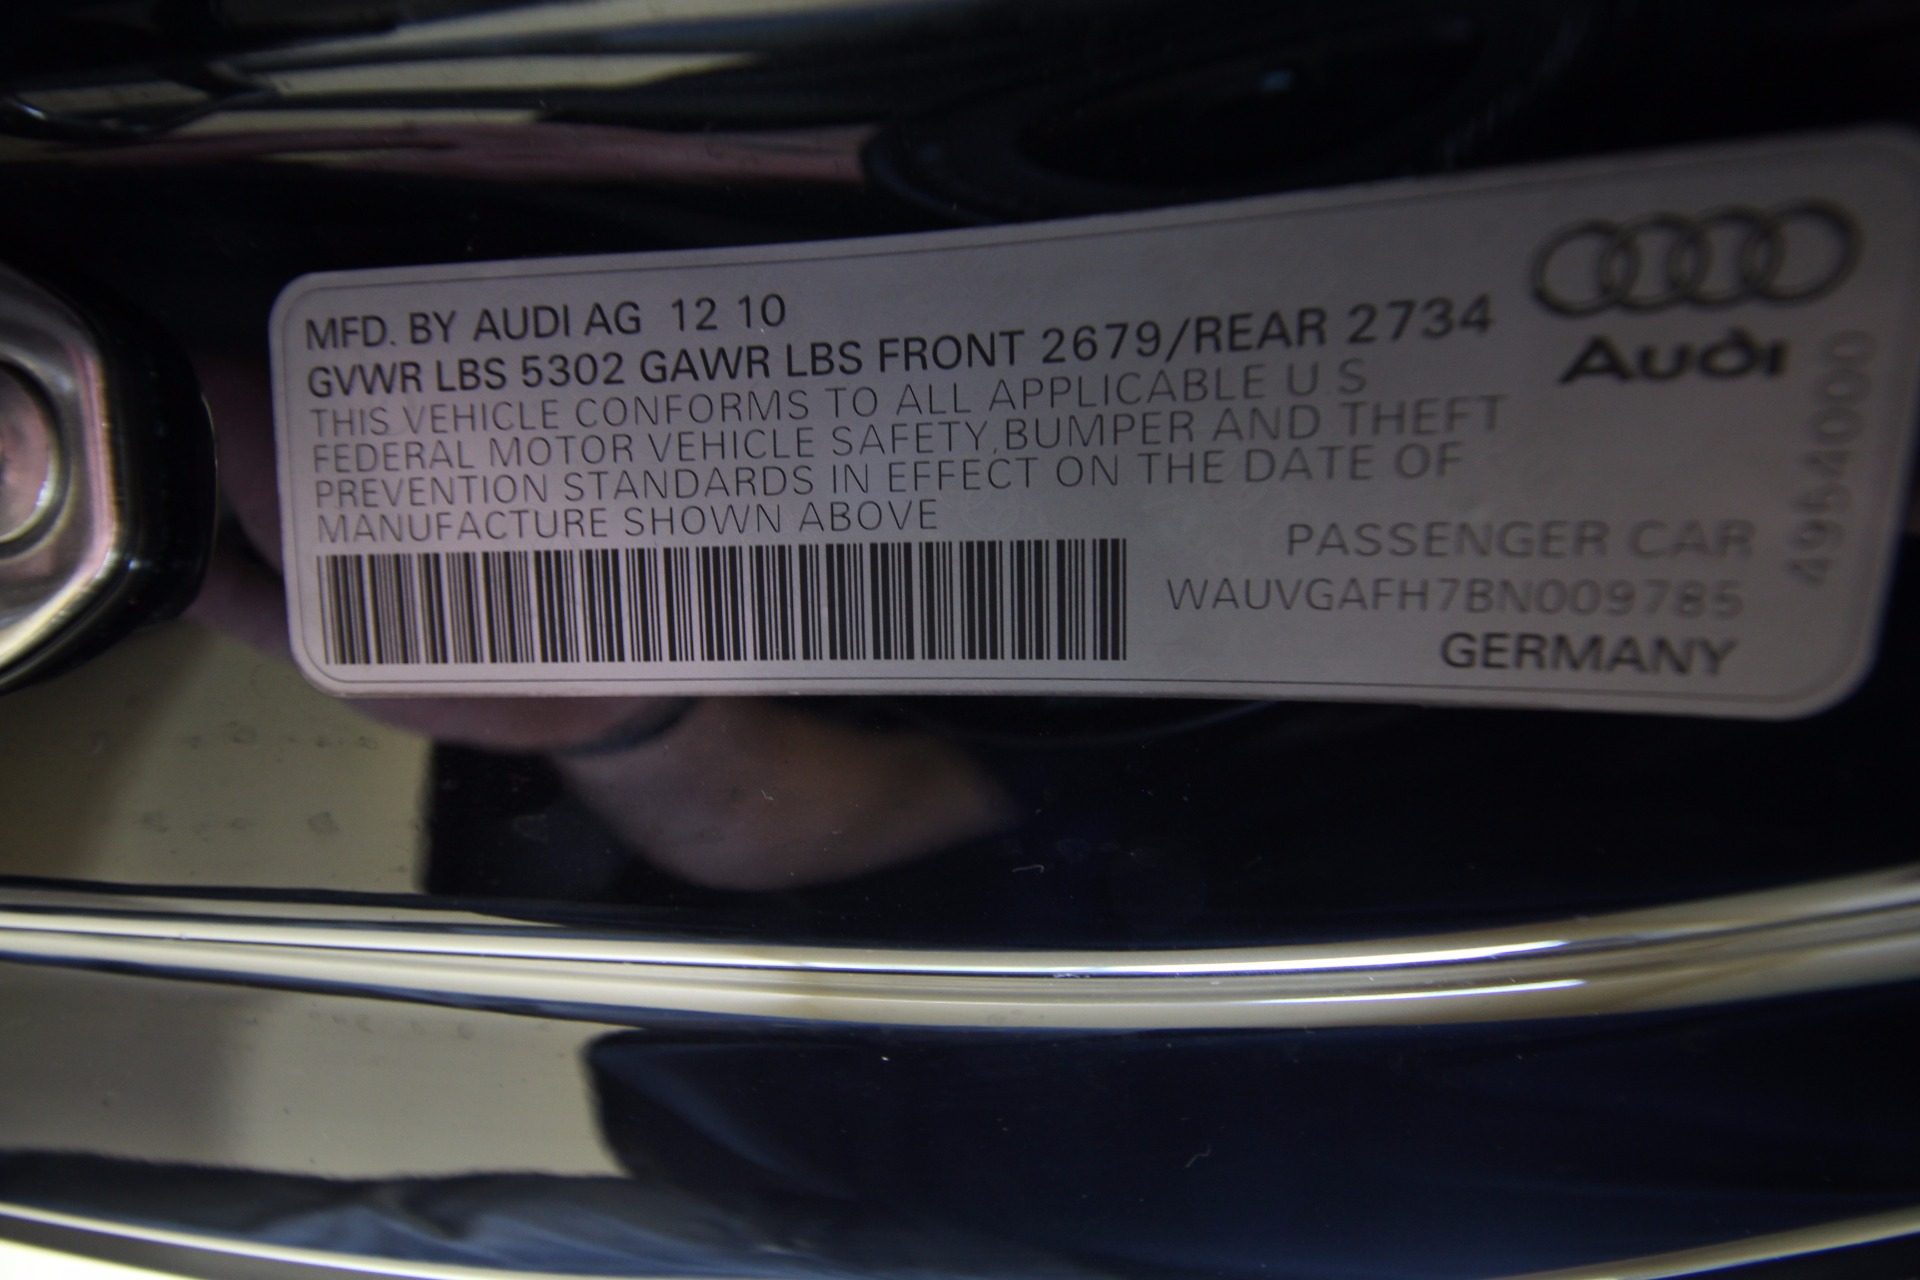 MFD. BY AUDI AG 12 10
GVWR LBS 5302 GAWR LBS FRONT 2679/REAR 2734
THIS VEHICLE CONFORMS TO ALL APPLICABLE U S
FEDERAL MOTOR VEHICLE SAFETY,BUMPER AND THEFT
PREVENTION STANDARDS IN EFFECT ON THE DATE OF
MANUFACTURE SHOWN ABOVE
Audi
4954000
PASSENGER CAR
WAUVGAFH7BN009785
GERMANY